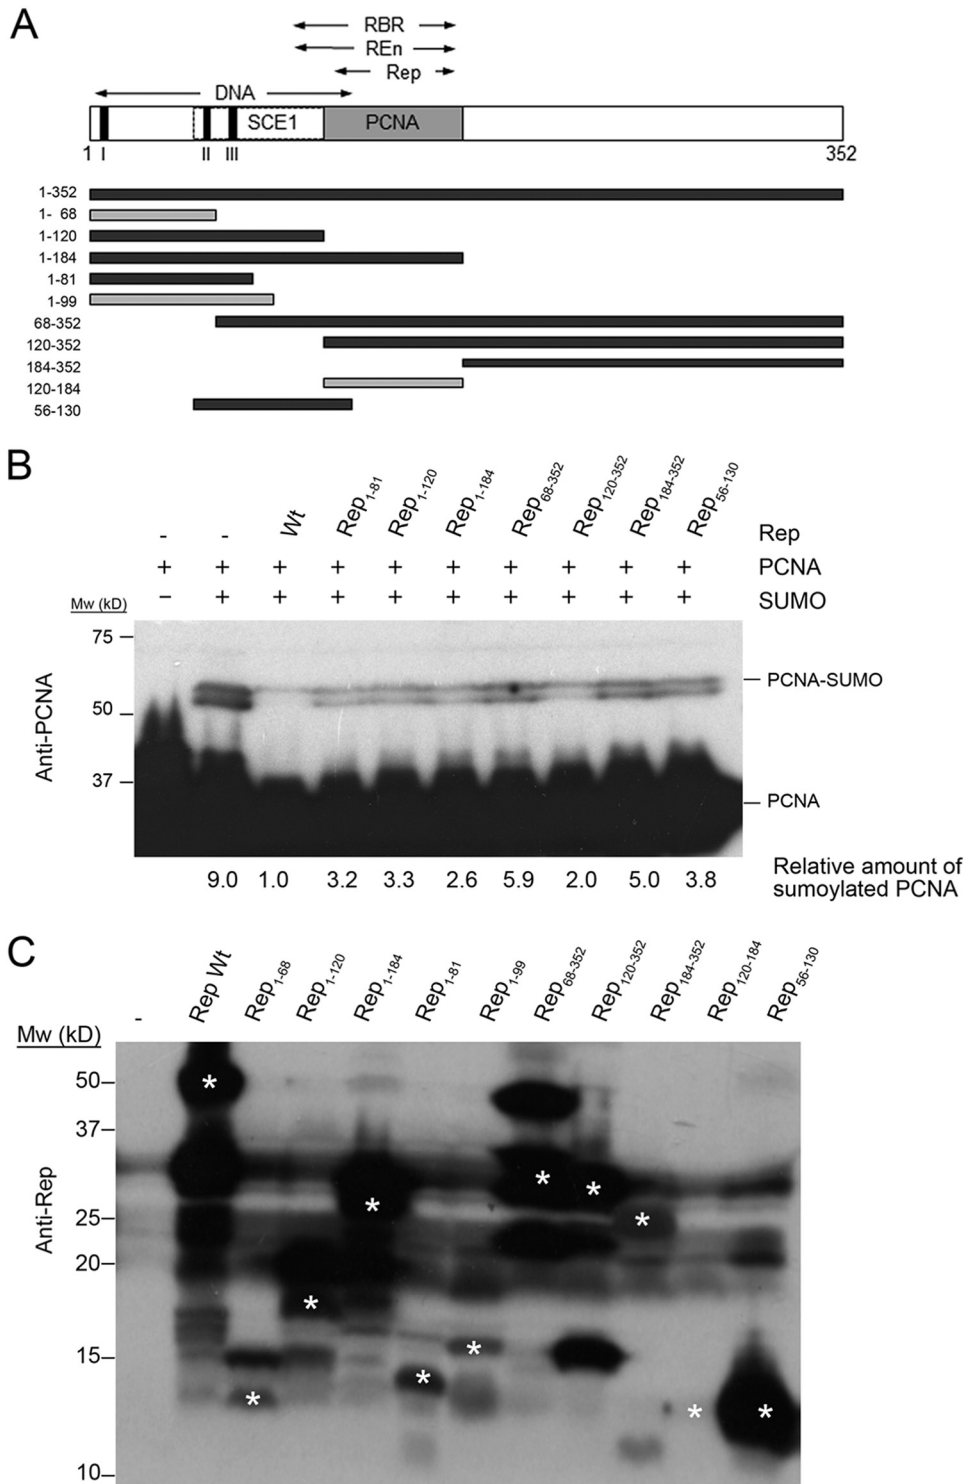 A
RBR
REn
Rep
DNA
SCE1 PCNA
1 I II III 352
1-352
1- 68
1-120
1-184
1-81
1-99
68-352
120-352
184-352
120-184
56-130
B
- - Wt Rep1-81 Rep1-120 Rep1-184 Rep68-352 Rep120-352 Rep184-352 Rep56-130 Rep
+ + + + + + + + + + PCNA
− + + + + + + + + + SUMO
Mw (kD)
75
50
37
Anti-PCNA
PCNA-SUMO
PCNA
9.0 1.0 3.2 3.3 2.6 5.9 2.0 5.0 3.8
Relative amount of
sumoylated PCNA
C
- Rep Wt Rep1-68 Rep1-120 Rep1-184 Rep1-81 Rep1-99 Rep68-352 Rep120-352 Rep184-352 Rep120-184 Rep56-130
Mw (kD)
50
37
25
20
15
10
Anti-Rep
* * * * * * * * * * *